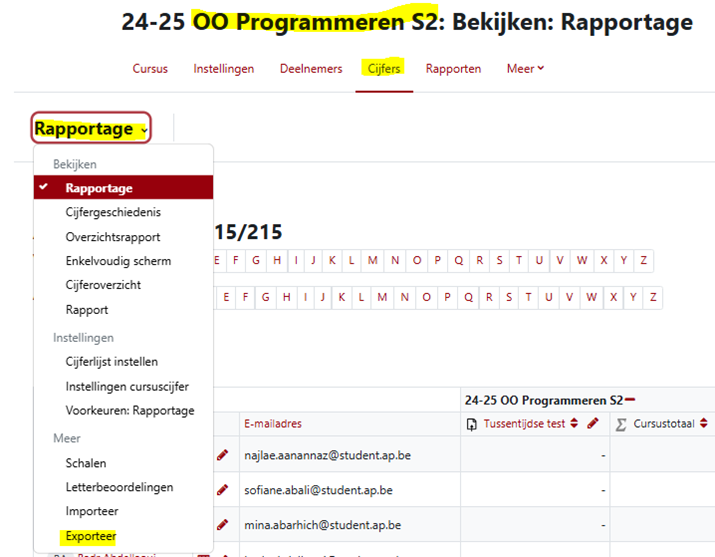 24-25 OO Programmeren S2: Bekijken: Rapportage
Cursus Instellingen Deelnemers Cijfers Rapporten Meer
Rapportage
Bekijken
Rapportage
Cijfergeschiedenis
Overzichtsrapport
Enkelvoudig scherm
Cijferoverzicht
Rapport
Instellingen
Cijferlijst instellen
Instellingen cursuscijfer
Voorkeuren: Rapportage
Meer
Schalen
Letterbeoordelingen
Importeer
Exporteer
15/215
E F G H I J K L M N O P Q R S T U V W X Y Z
E F G H I J K L M N O P Q R S T U V W X Y Z
24-25 OO Programmeren S2
E-mailadres Tussentijdse test Σ Cursustotaal
najlae.aanannaz@student.ap.be -
sofiane.abali@student.ap.be -
mina.abarhich@student.ap.be -